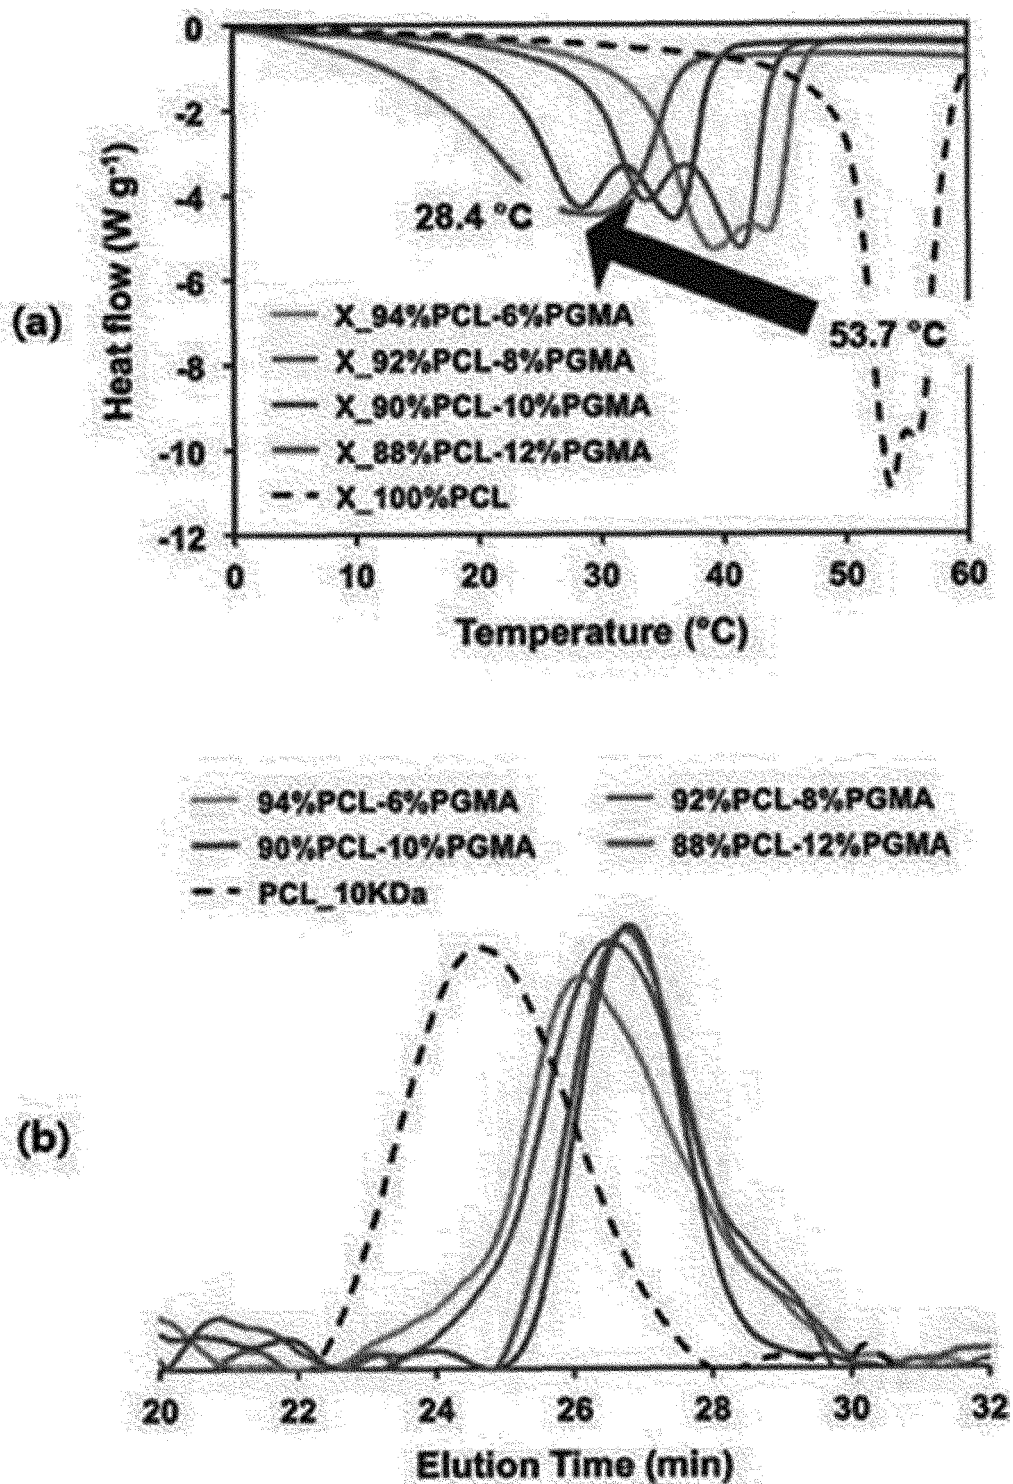 (a)
Heat flow (W g⁻¹)
0
-2
-4
-6
-8
-10
-12
28.4 °C
53.7 °C
X_94%PCL-6%PGMA
X_92%PCL-8%PGMA
X_90%PCL-10%PGMA
X_88%PCL-12%PGMA
X_100%PCL
0 10 20 30 40 50 60
Temperature (°C)
94%PCL-6%PGMA 92%PCL-8%PGMA
90%PCL-10%PGMA 88%PCL-12%PGMA
PCL_10KDa
(b)
20 22 24 26 28 30 32
Elution Time (min)